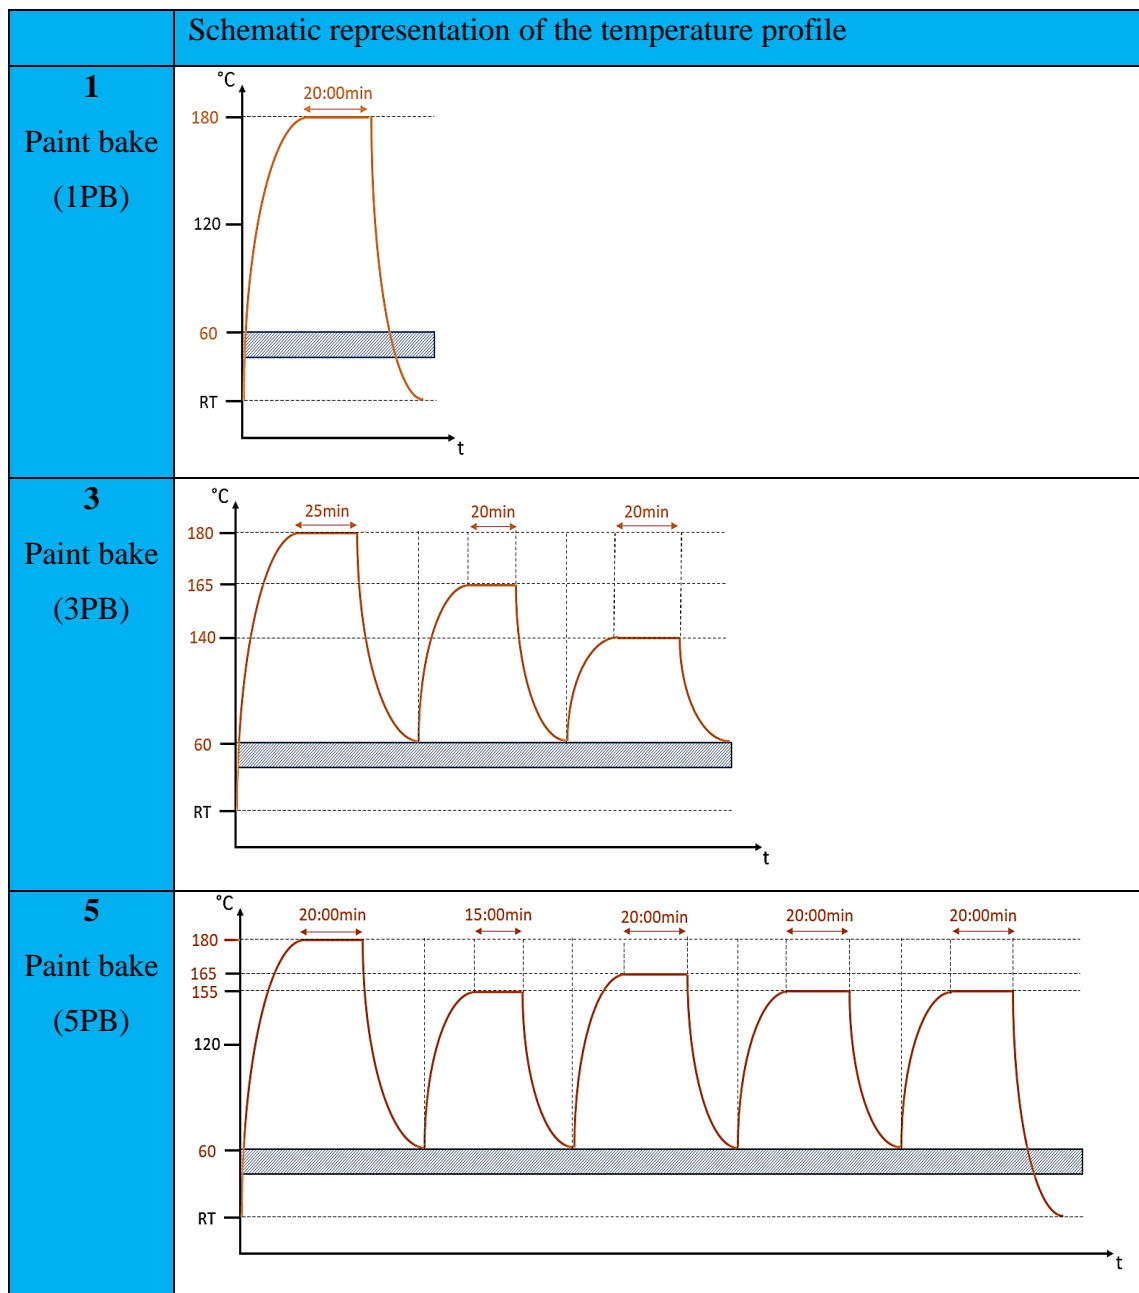 Schematic representation of the temperature profile
1
Paint bake
(1PB)
°C
20:00min
180
120
60
RT
t
3
Paint bake
(3PB)
°C
25min 20min 20min
180
165
140
60
RT
t
5
Paint bake
(5PB)
°C
20:00min 15:00min 20:00min 20:00min 20:00min
180
165
155
120
60
RT
t